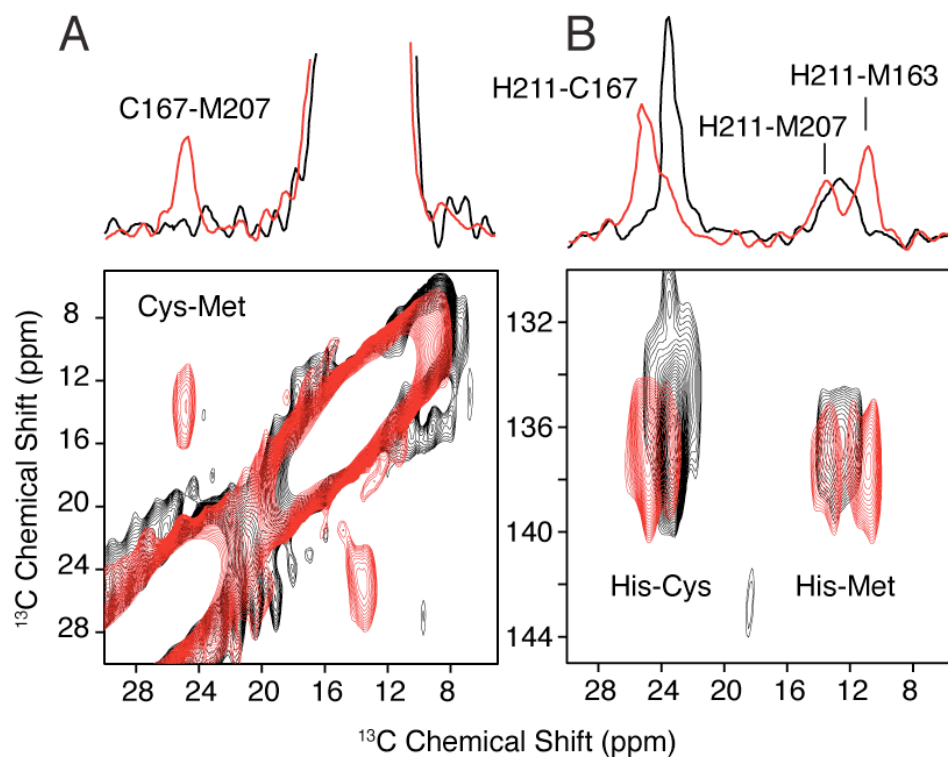 A
C167-M207
B
H211-C167
H211-M163
H211-M207
Cys-Met
8
12
16
20
24
28
¹³C Chemical Shift (ppm)
28 24 20 16 12 8
132
136
140
144
His-Cys His-Met
28 24 20 16 12 8
¹³C Chemical Shift (ppm)